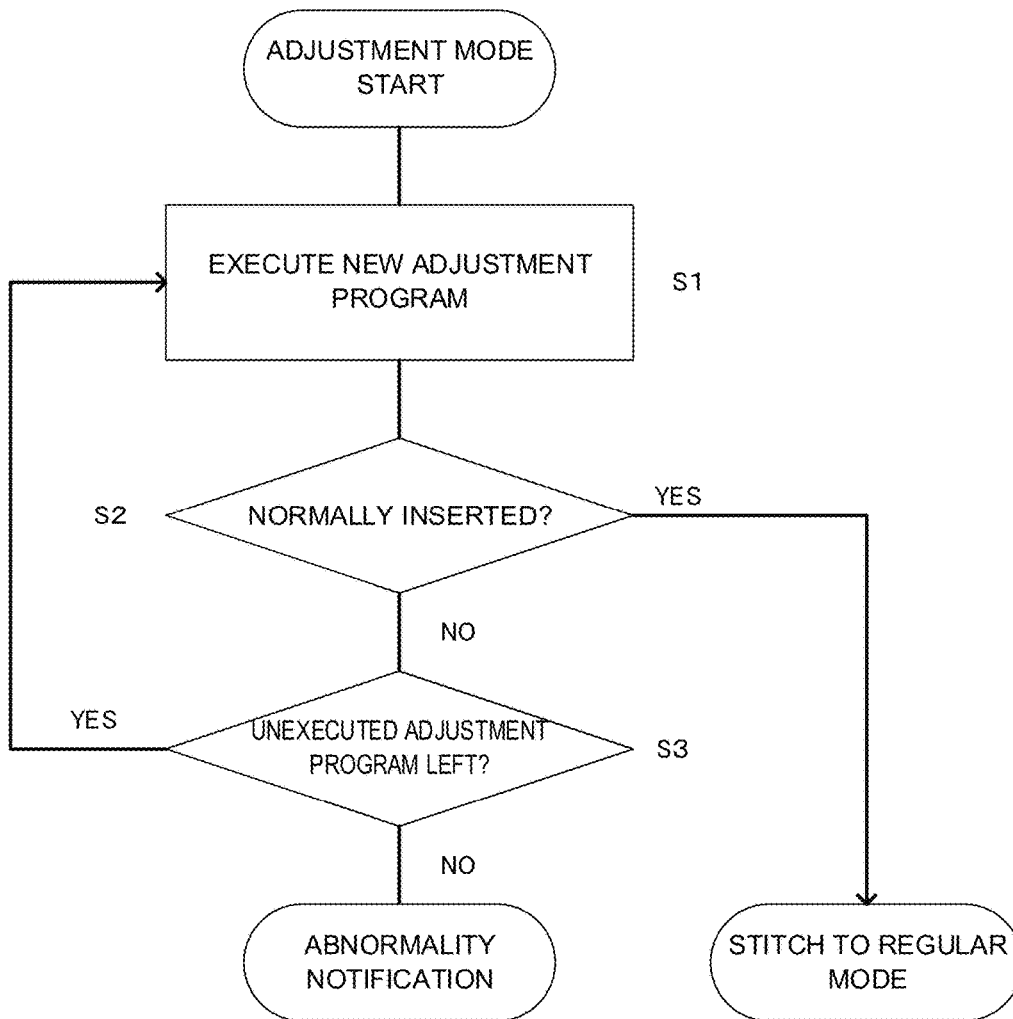 ADJUSTMENT MODE
START
EXECUTE NEW ADJUSTMENT
PROGRAM
S1
S2
NORMALLY INSERTED?
YES
NO
YES
UNEXECUTED ADJUSTMENT
PROGRAM LEFT?
S3
NO
ABNORMALITY
NOTIFICATION
STITCH TO REGULAR
MODE